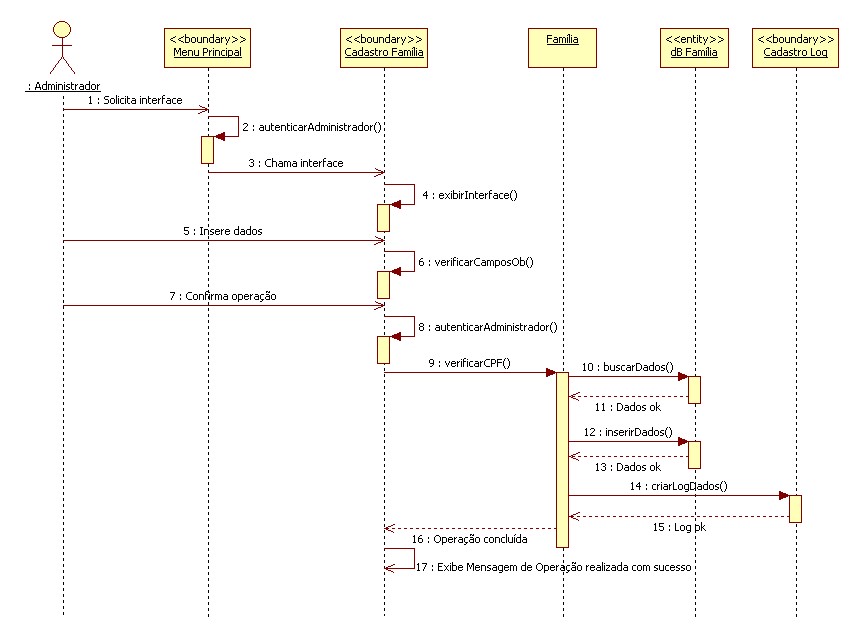 <<boundary>>
Menu Principal
<<boundary>>
Cadastro Família
Família
<<entity>>
dB Família
<<boundary>>
Cadastro Log
: Administrador
1 : Solicita interface
2 : autenticarAdministrador()
3 : Chama interface
4 : exibirInterface()
5 : Insere dados
6 : verificarCamposOb()
7 : Confirma operação
8 : autenticarAdministrador()
9 : verificarCPF()
10 : buscarDados()
11 : Dados ok
12 : inserirDados()
13 : Dados ok
14 : criarLogDados()
15 : Log ok
16 : Operação concluída
17 : Exibe Mensagem de Operação realizada com sucesso